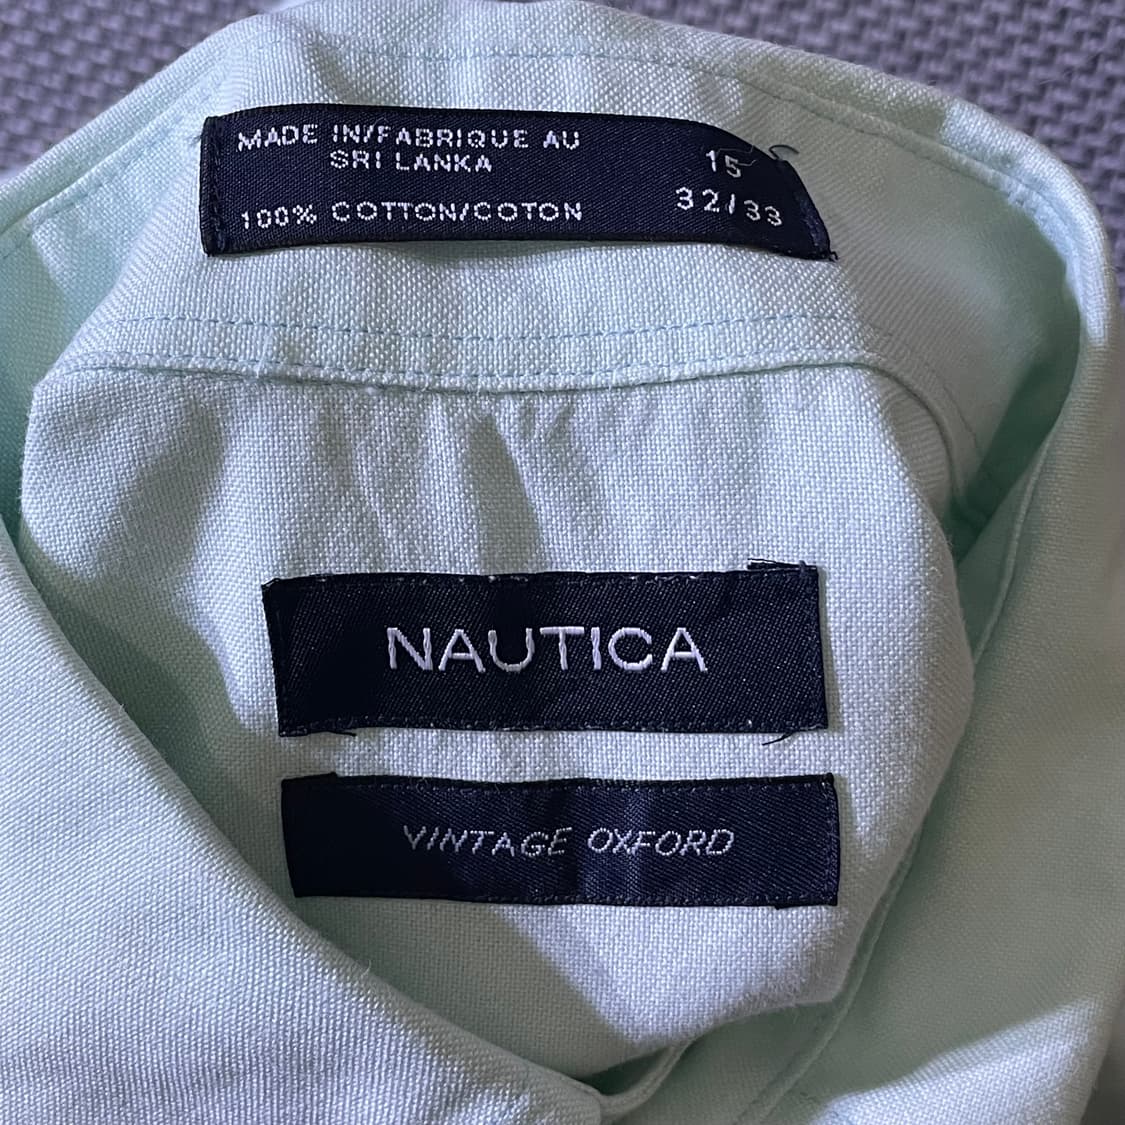 MADE IN/FABRIQUE AU
SRI LANKA
15
100% COTTON/COTON
32/33
NAUTICA
VINTAGE OXFORD